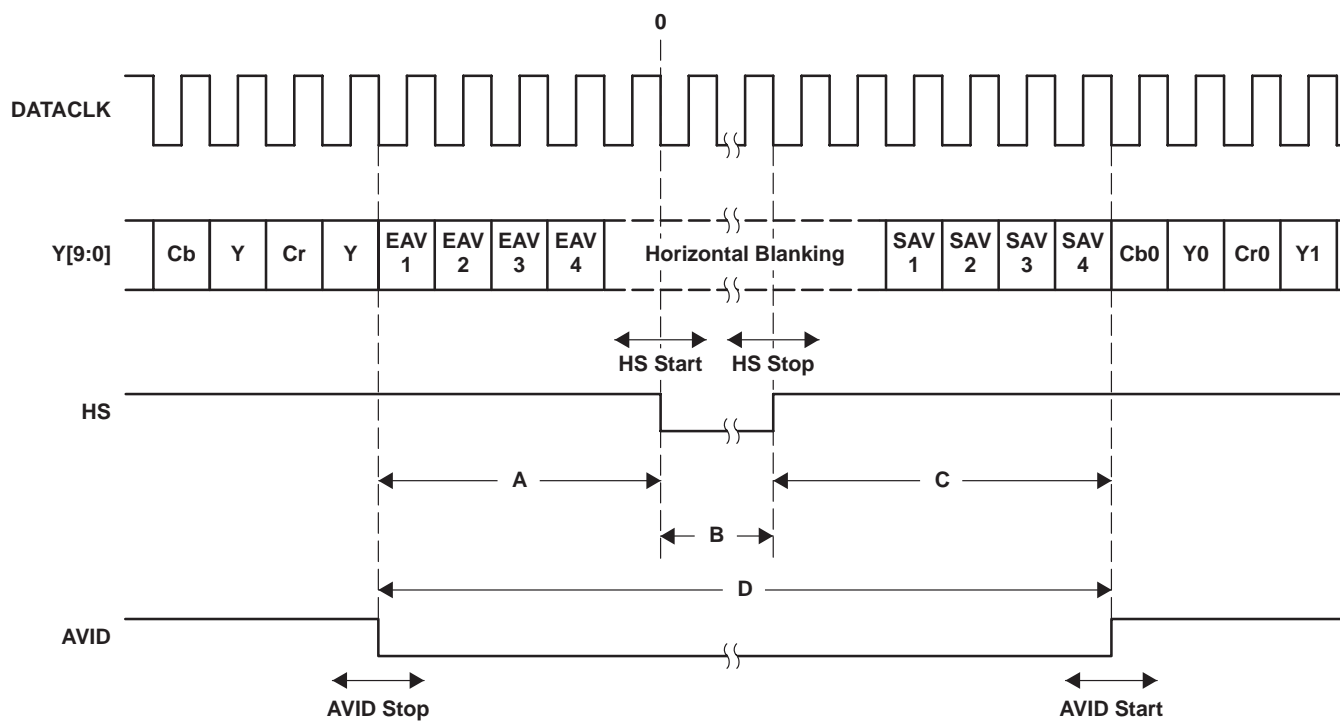 0
DATACLK
Y[9:0]
Cb Y Cr Y EAV 1 EAV 2 EAV 3 EAV 4 Horizontal Blanking SAV 1 SAV 2 SAV 3 SAV 4 Cb0 Y0 Cr0 Y1
HS Start HS Stop
HS
A C
B
D
AVID
AVID Stop AVID Start